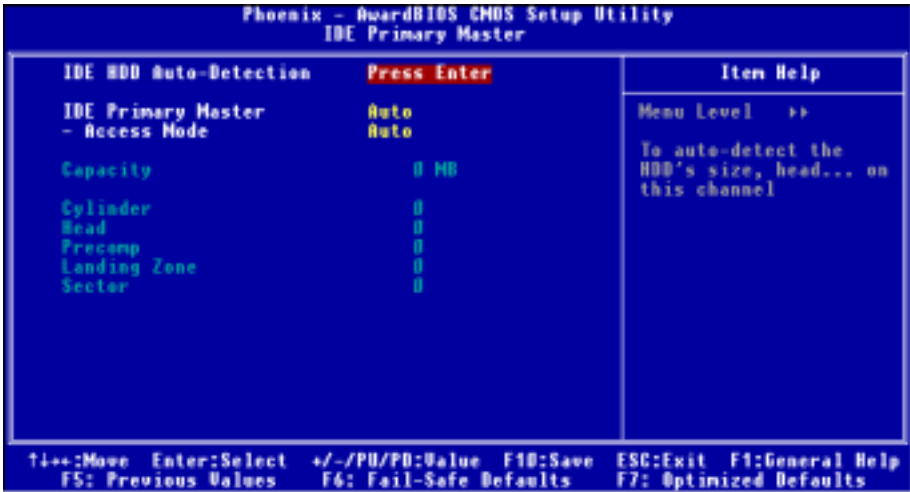 Phoenix - AwardBIOS CMOS Setup Utility
IDE Primary Master
IDE HDD Auto-Detection Press Enter
Item Help
IDE Primary Master Auto
- Access Mode Auto
Capacity 0 MB
Cylinder 0
Head 0
Precomp 0
Landing Zone 0
Sector 0
Menu Level ▸▸
To auto-detect the
HDD's size, head... on
this channel
↑↓→←:Move Enter:Select +/-/PU/PD:Value F10:Save ESC:Exit F1:General Help
F5: Previous Values F6: Fail-Safe Defaults F7: Optimized Defaults